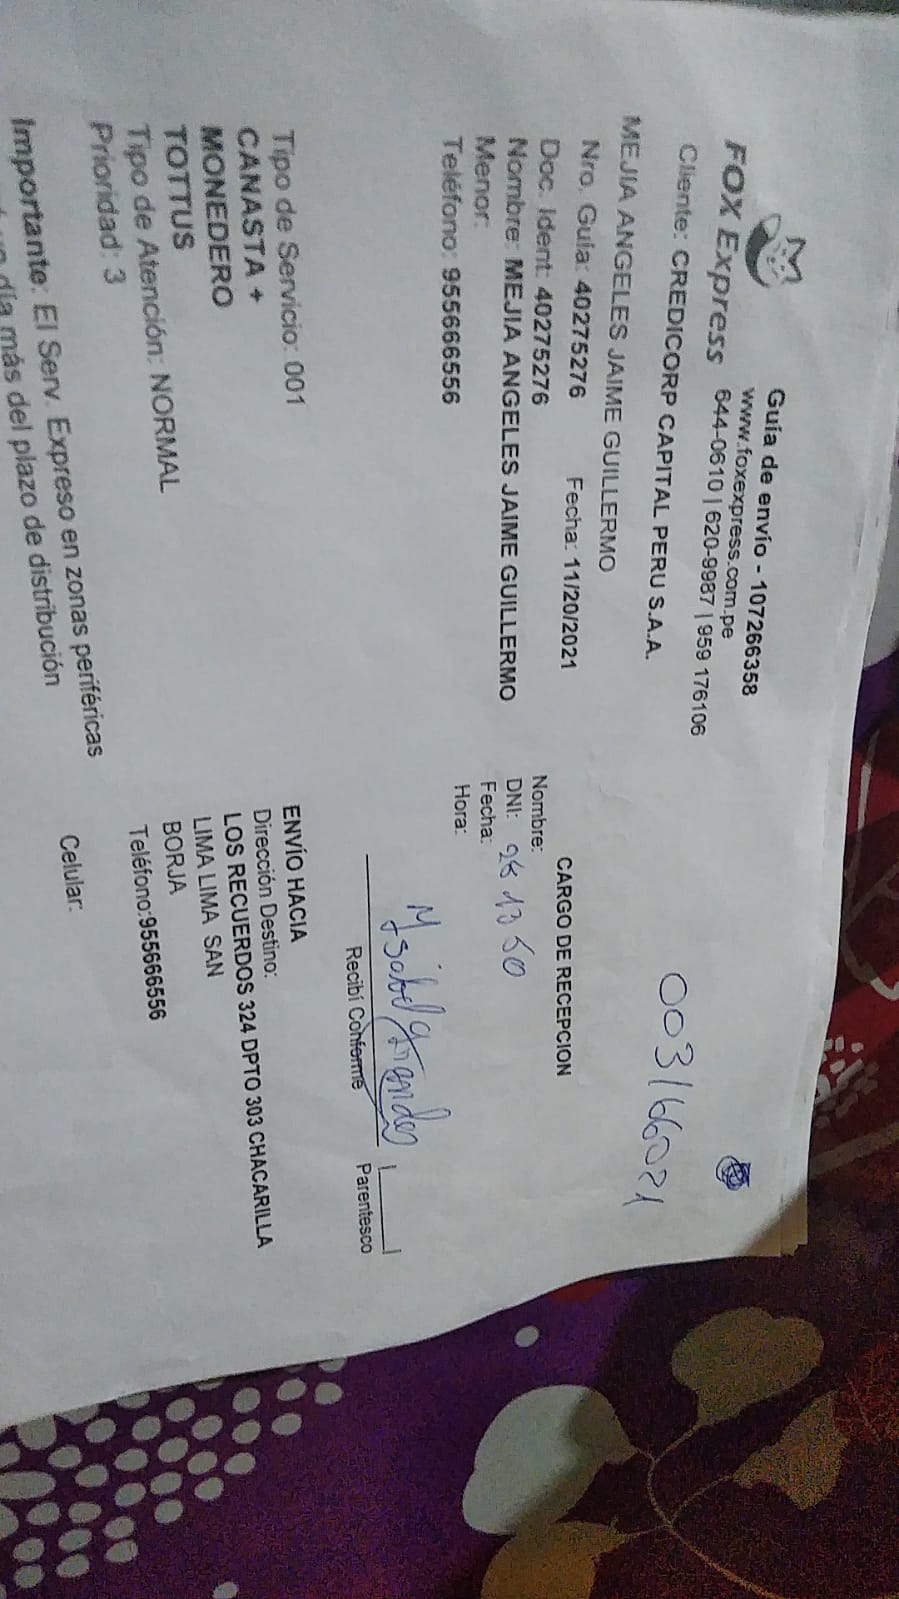 Guía de envío - 107266358
www.foxexpress.com.pe
FOX Express 644-0610 | 620-9987 | 959 176106
Cliente: CREDICORP CAPITAL PERU S.A.A.
MEJIA ANGELES JAIME GUILLERMO
Nro. Guía: 40275276 Fecha: 11/20/2021
Doc. Ident: 40275276
Nombre: MEJIA ANGELES JAIME GUILLERMO
Menor:
Teléfono: 955666556
Tipo de Servicio: 001
CANASTA +
MONEDERO
TOTTUS
Tipo de Atención: NORMAL
Prioridad: 3
Importante: El Serv. Expreso en zonas periféricas
día más del plazo de distribución
003166021
CARGO DE RECEPCION
Nombre:
DNI:
Fecha:
Hora:
Recibí Conforme
Parentesco
ENVÍO HACIA
Dirección Destino:
LOS RECUERDOS 324 DPTO 303 CHACARILLA
LIMA LIMA SAN
BORJA
Teléfono:955666556
Celular: